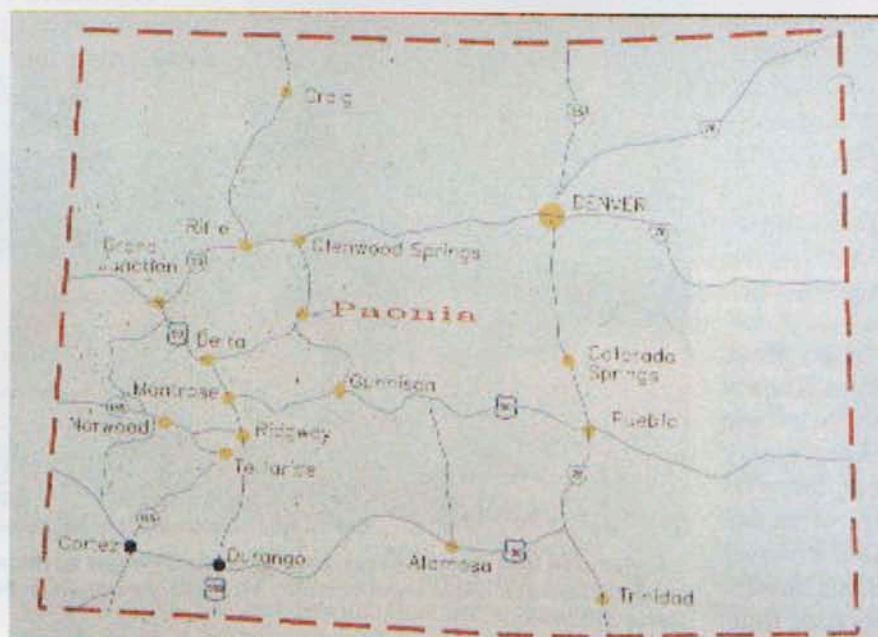 Craig
DENVER
Rifle
Glenwood Springs
Grand
Junction
Paonia
Delta
Colorado
Springs
Montrose
Gunnison
Norwood
Ridgway
Pueblo
Telluride
Cortez
Durango
Alamosa
Trinidad